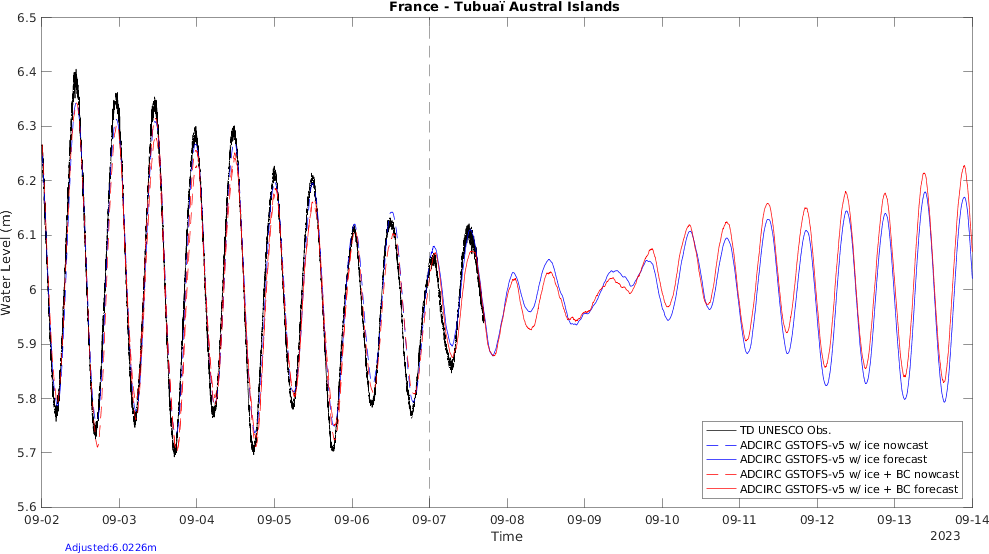 France - Tubuaï Austral Islands
Water Level (m)
6.5
6.4
6.3
6.2
6.1
6
5.9
5.8
5.7
5.6
TD UNESCO Obs.
ADCIRC GSTOFS-v5 w/ ice nowcast
ADCIRC GSTOFS-v5 w/ ice forecast
ADCIRC GSTOFS-v5 w/ ice + BC nowcast
ADCIRC GSTOFS-v5 w/ ice + BC forecast
09-02 09-03 09-04 09-05 09-06 09-07 09-08 09-09 09-10 09-11 09-12 09-13 09-14
Time
2023
Adjusted:6.0226m